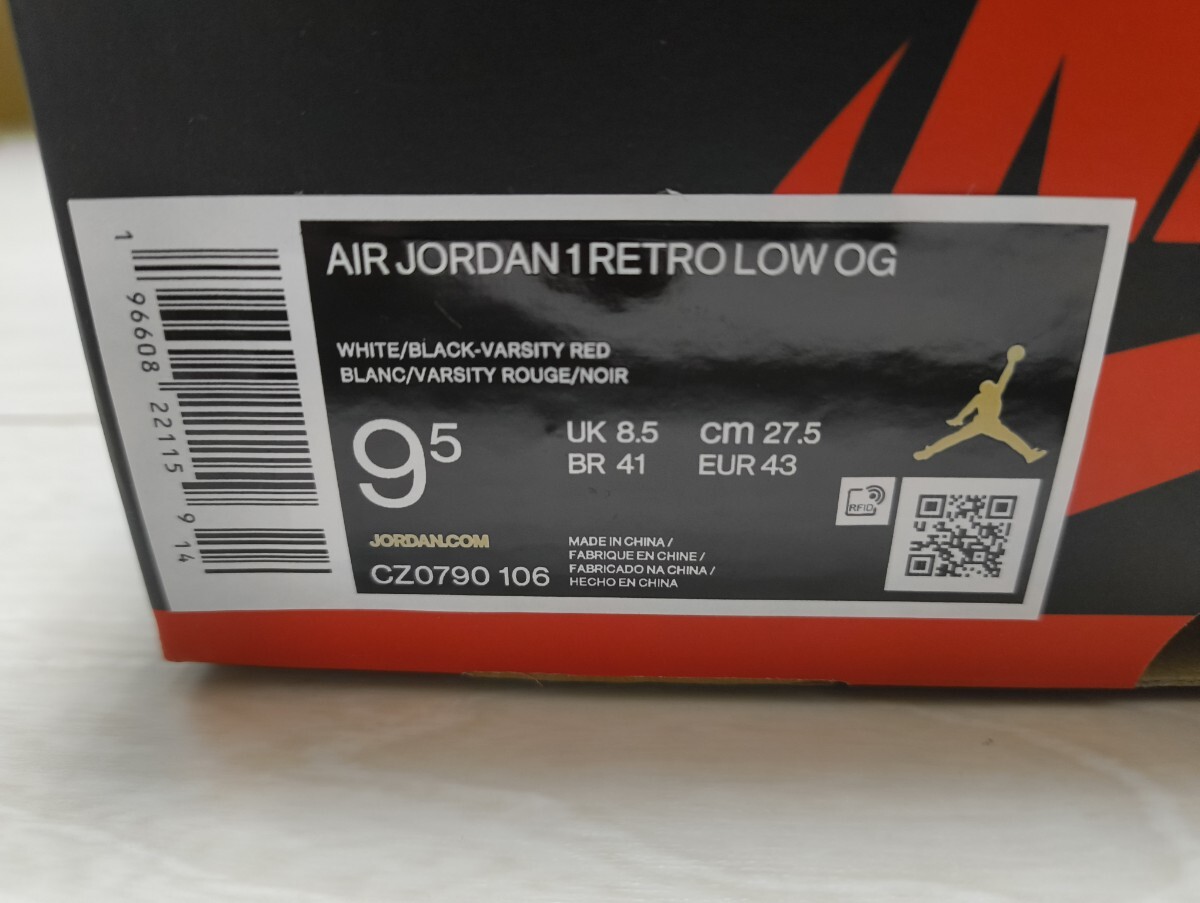 AIR JORDAN 1 RETRO LOW OG
WHITE/BLACK-VARSITY RED
BLANC/VARSITY ROUGE/NOIR
9 5
UK 8.5 cm 27.5
BR 41 EUR 43
JORDAN.COM
CZ0790 106
MADE IN CHINA /
FABRIQUE EN CHINE /
FABRICADO NA CHINA /
HECHO EN CHINA
RFID
1 96608 22115 9 14